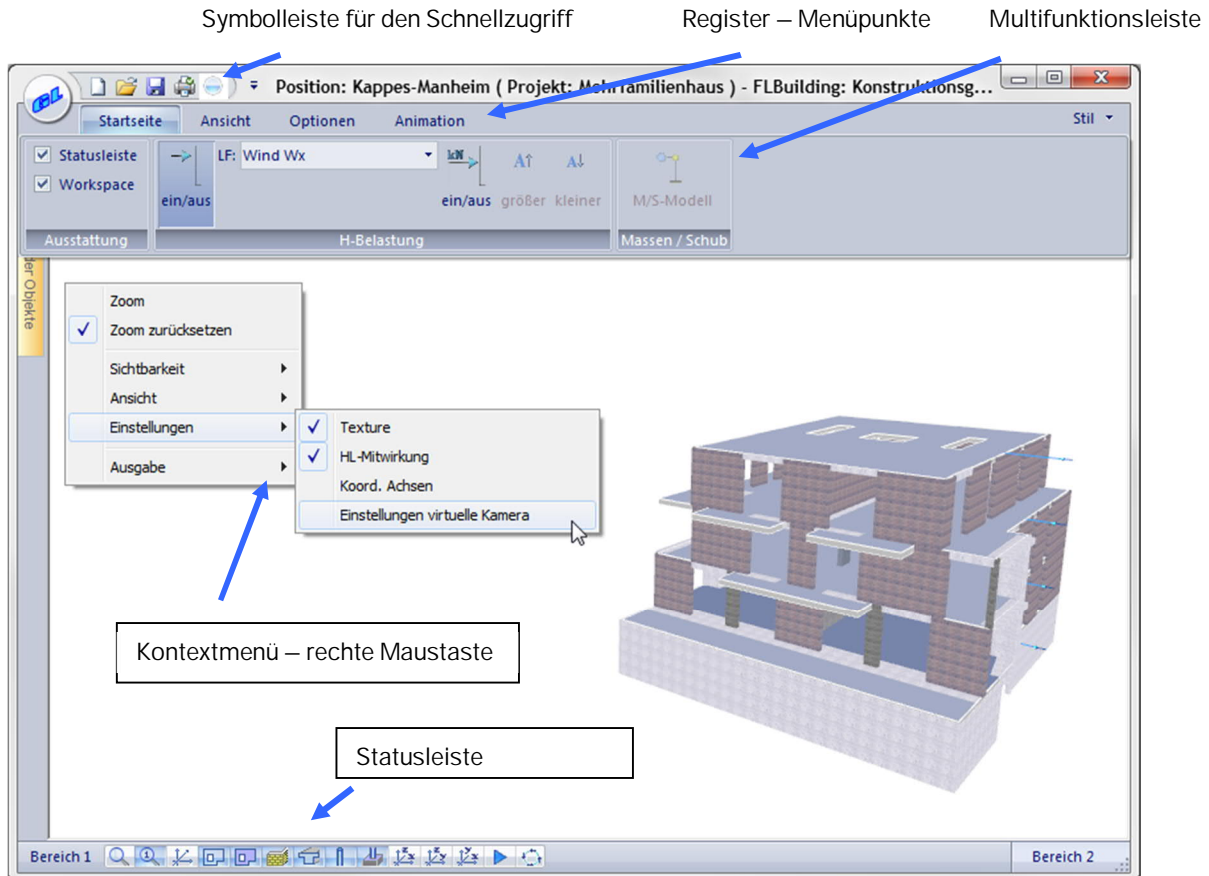 Symbolleiste für den Schnellzugriff
Register – Menüpunkte
Multifunktionsleiste
Position: Kappes-Manheim ( Projekt: Mehrfamilienhaus ) - FLBuilding: Konstruktionsg...
Startseite
Ansicht
Optionen
Animation
Stil
Statusleiste
Workspace
LF: Wind Wx
kN
A
A
ein/aus
ein/aus
größer
kleiner
M/S-Modell
Ausstattung
H-Belastung
Massen / Schub
der Objekte
Zoom
Zoom zurücksetzen
Sichtbarkeit
Ansicht
Einstellungen
Ausgabe
Texture
HL-Mitwirkung
Koord. Achsen
Einstellungen virtuelle Kamera
Kontextmenü – rechte Maustaste
Statusleiste
Bereich 1
Bereich 2